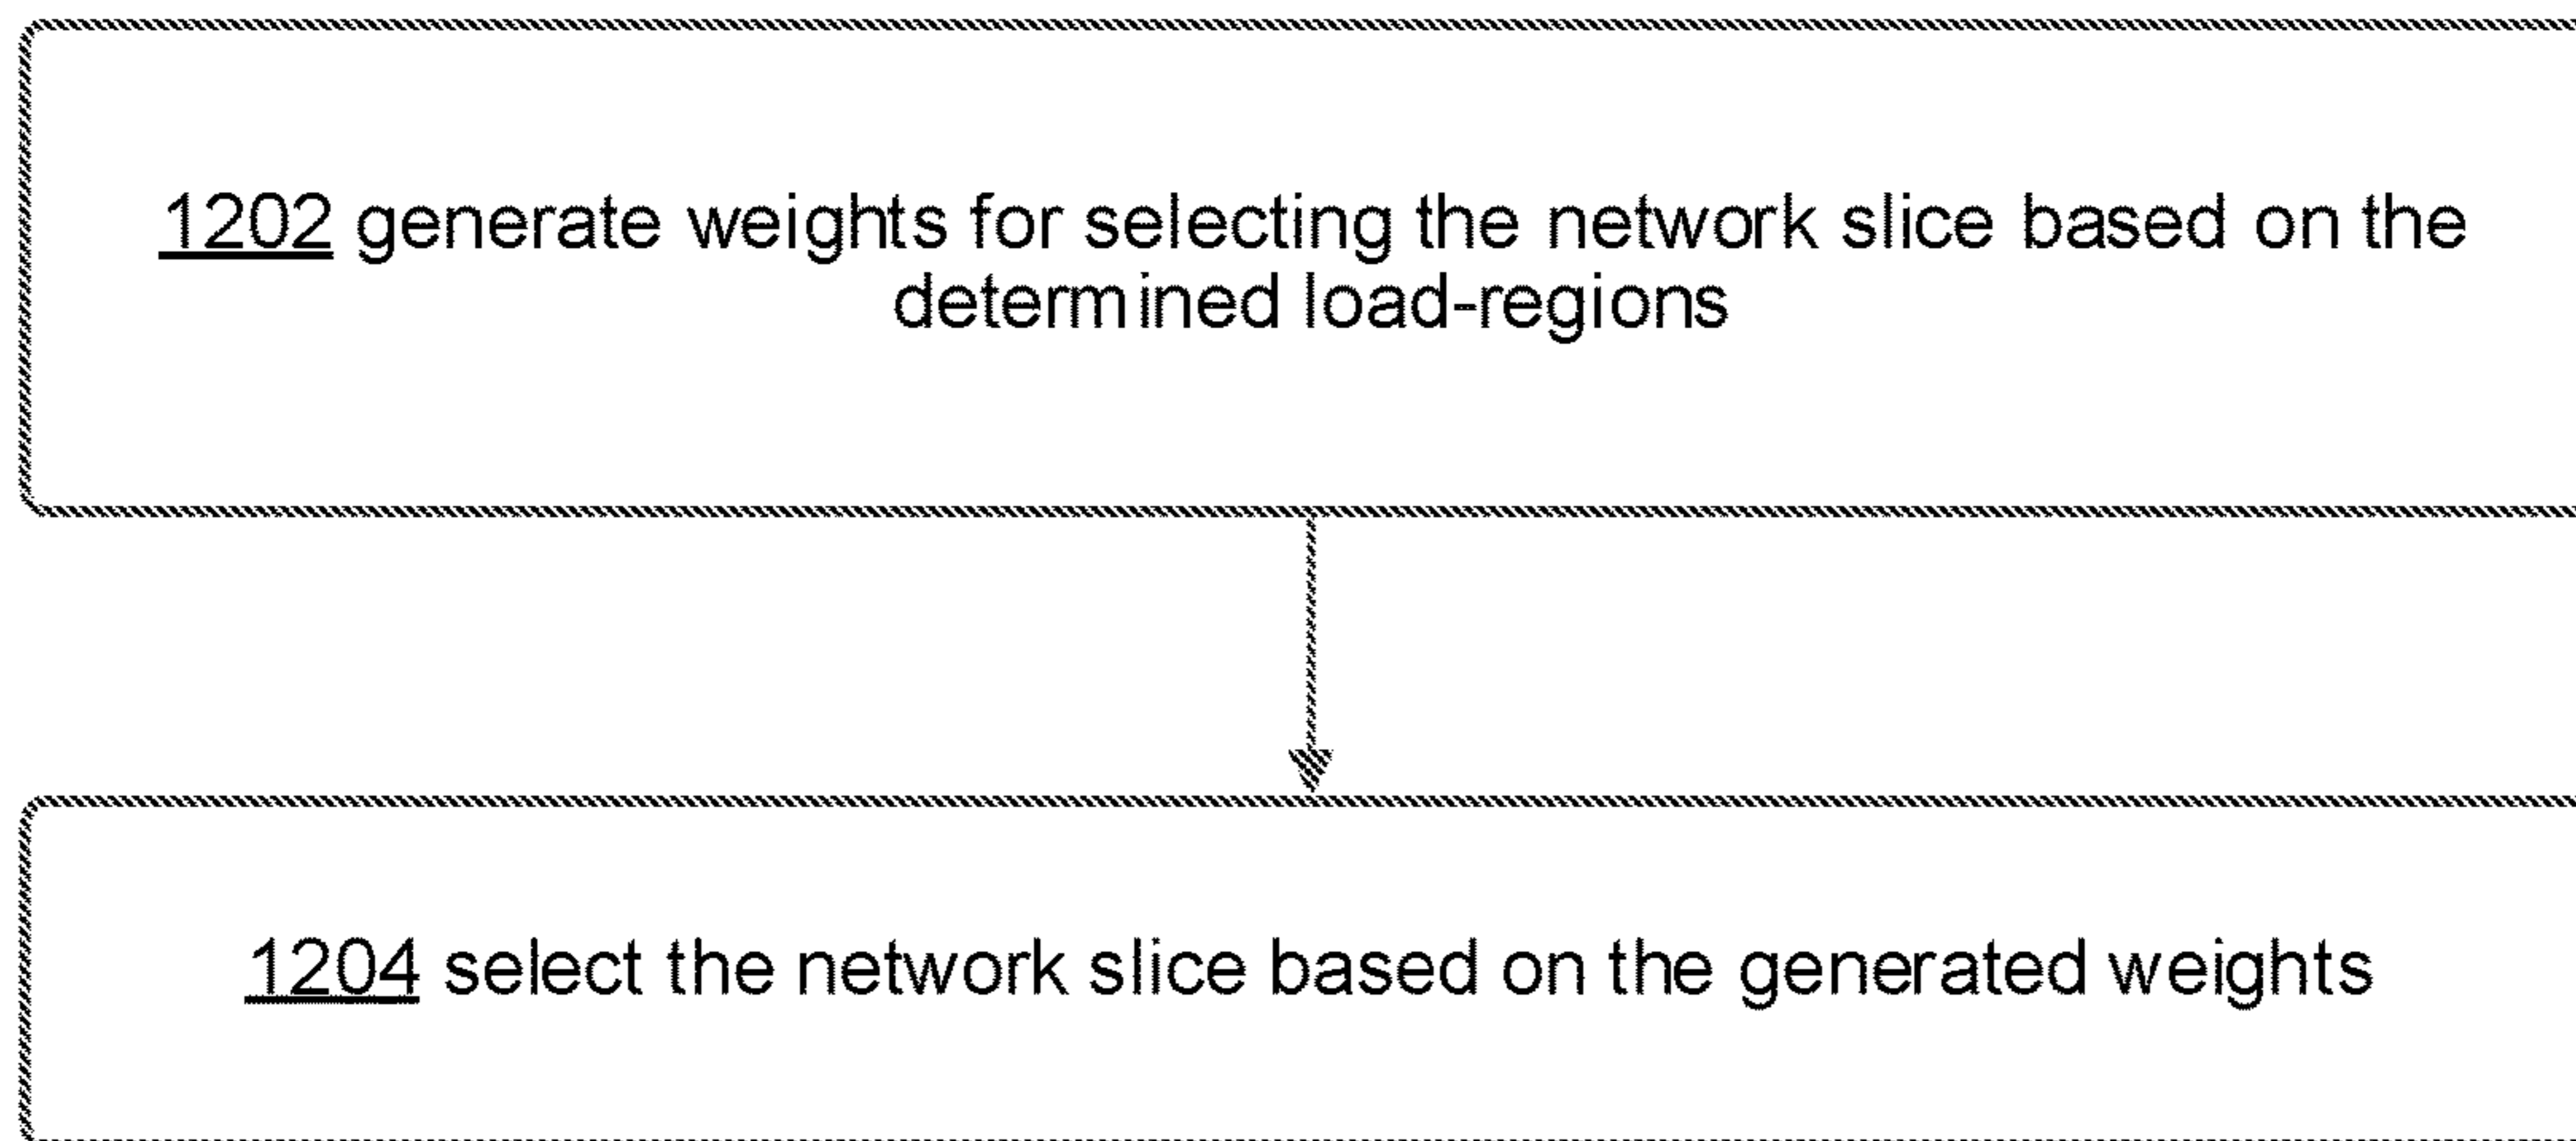 1202 generate weights for selecting the network slice based on the
determined load-regions
1204 select the network slice based on the generated weights